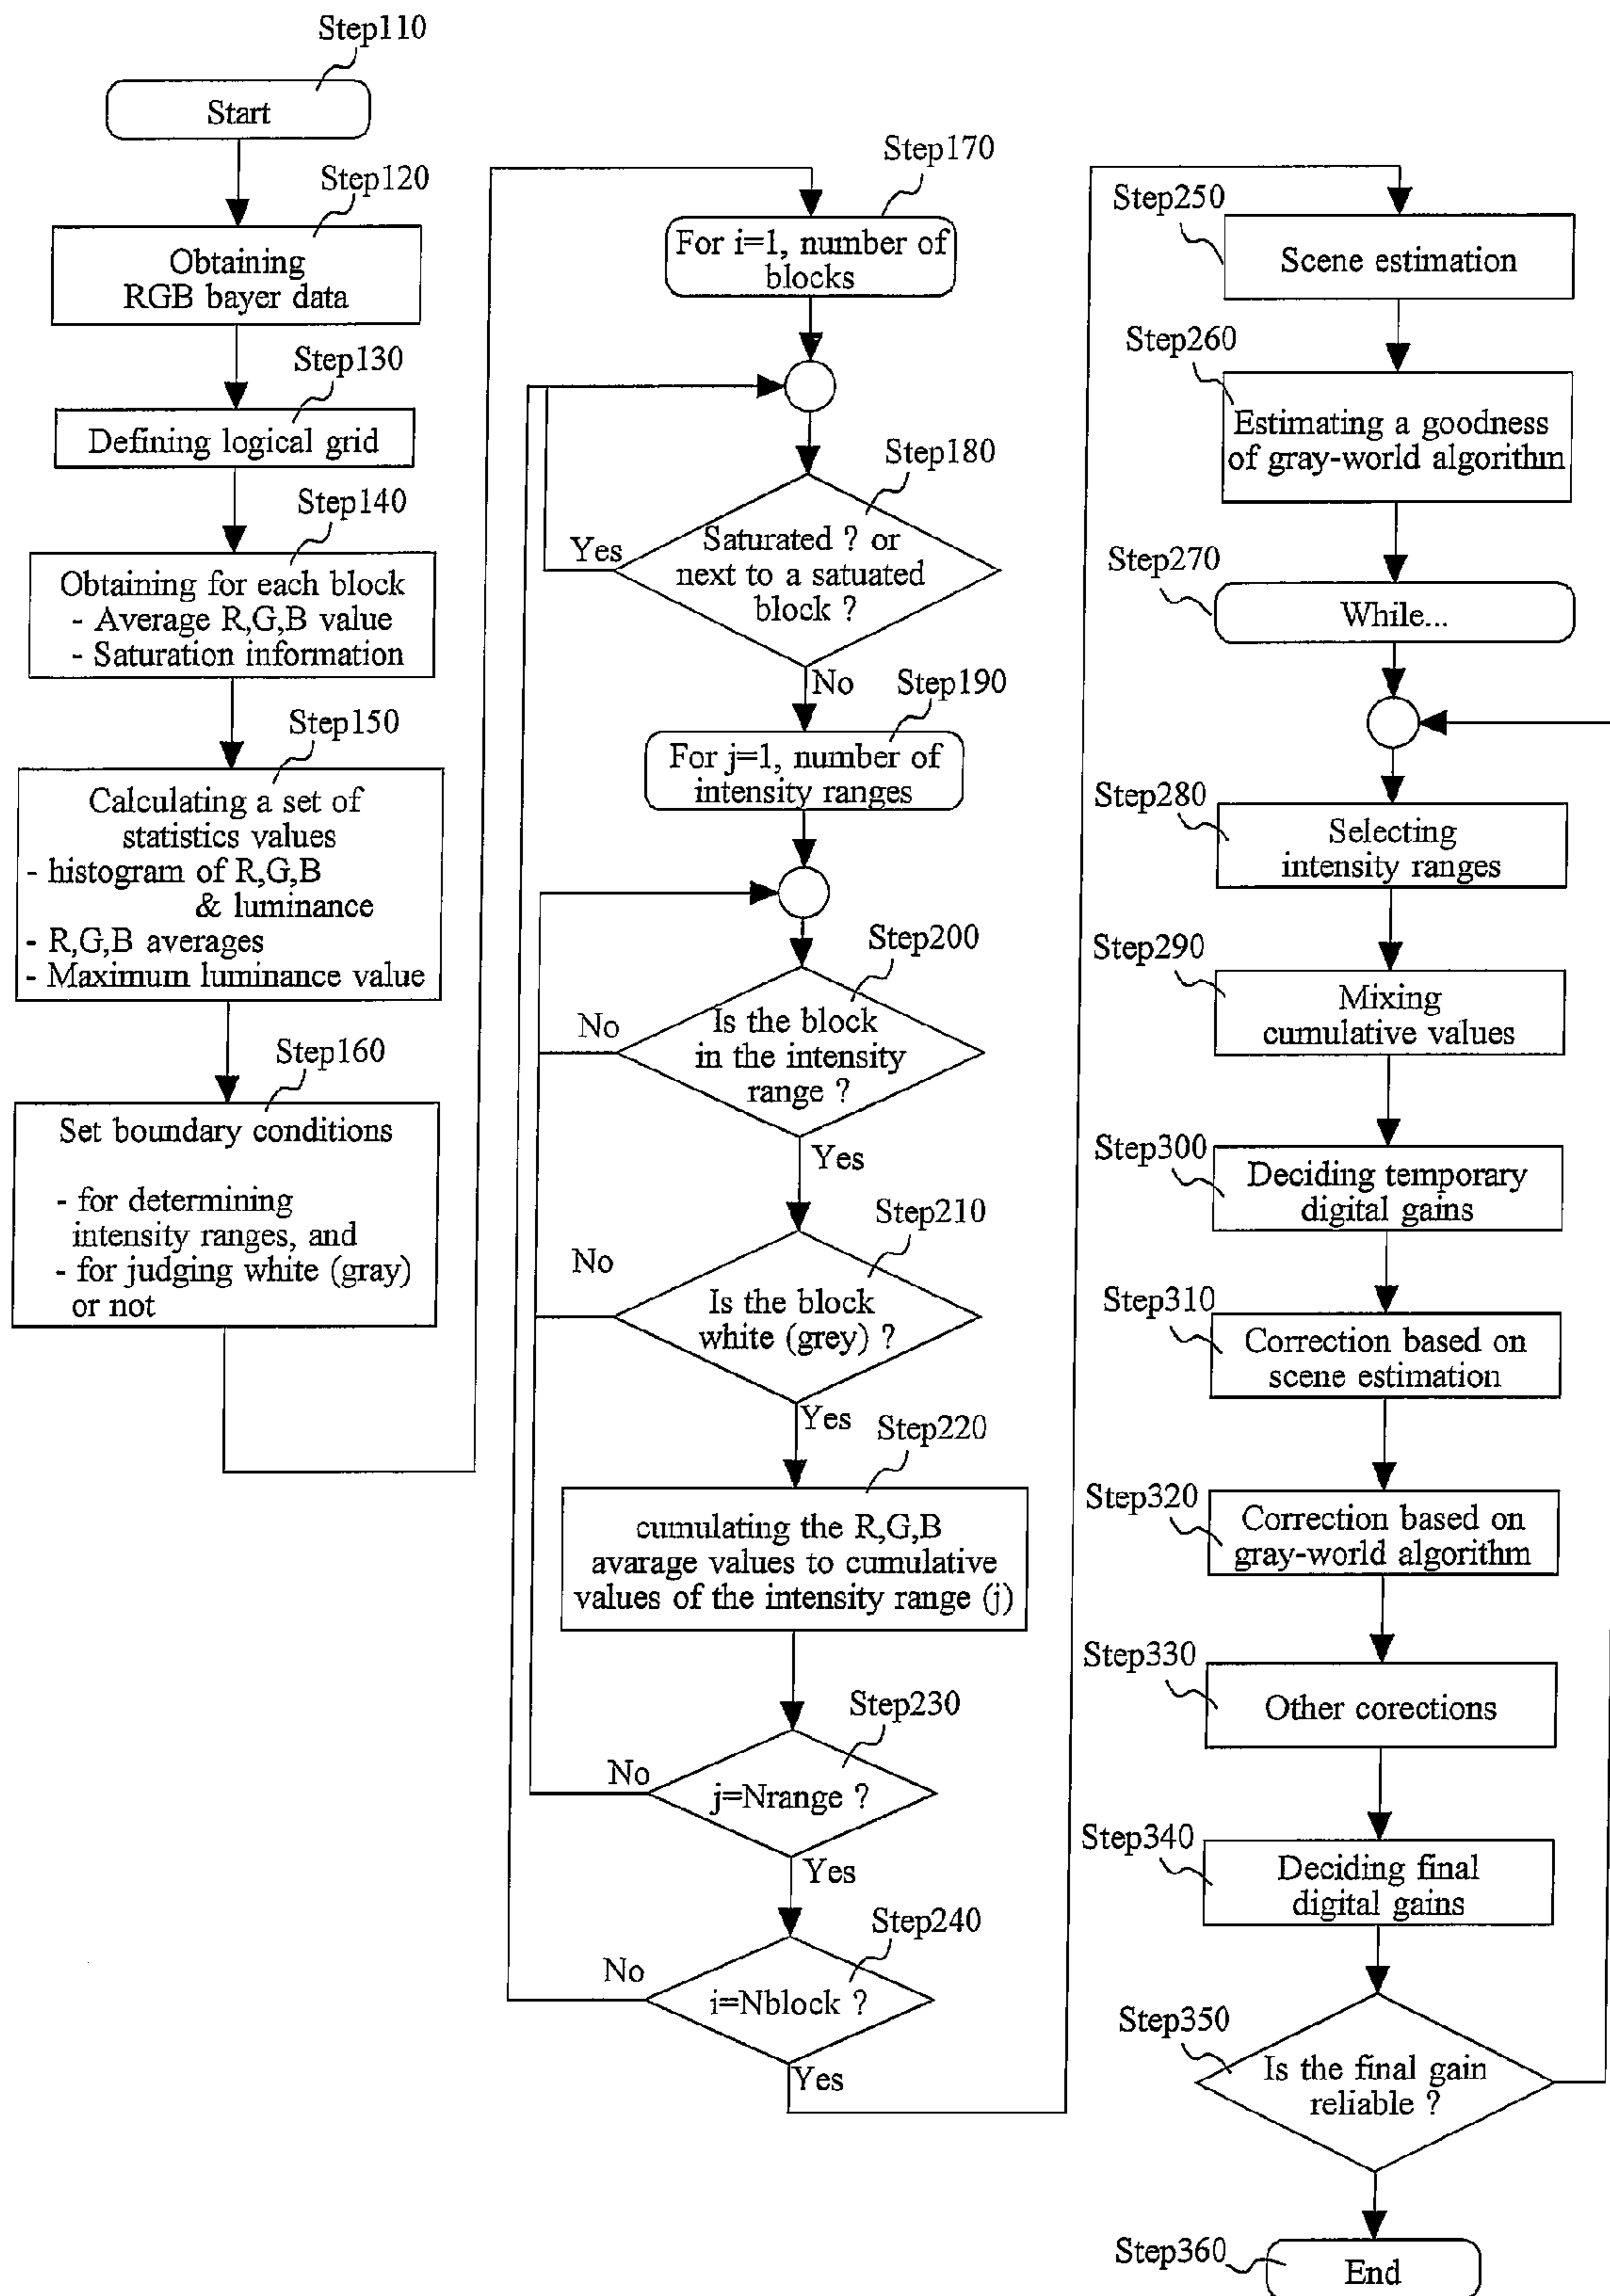 Step110
Start
Step120
Obtaining
RGB bayer data
Step130
Defining logical grid
Step140
Obtaining for each block
- Average R,G,B value
- Saturation information
Step150
Calculating a set of
statistics values
- histogram of R,G,B
& luminance
- R,G,B averages
- Maximum luminance value
Step160
Set boundary conditions
- for determining
intensity ranges, and
- for judging white (gray)
or not
Step170
For i=1, number of
blocks
Step180
Saturated ? or
next to a satuated
block ?
Yes
No
Step190
For j=1, number of
intensity ranges
Step200
Is the block
in the intensity
range ?
No
Yes
Step210
Is the block
white (grey) ?
No
Yes
Step220
cumulating the R,G,B
avarage values to cumulative
values of the intensity range (j)
Step230
j=Nrange ?
No
Yes
Step240
i=Nblock ?
No
Yes
Step250
Scene estimation
Step260
Estimating a goodness
of gray-world algorithm
Step270
While...
Step280
Selecting
intensity ranges
Step290
Mixing
cumulative values
Step300
Deciding temporary
digital gains
Step310
Correction based on
scene estimation
Step320
Correction based on
gray-world algorithm
Step330
Other corections
Step340
Deciding final
digital gains
Step350
Is the final gain
reliable ?
Step360
End